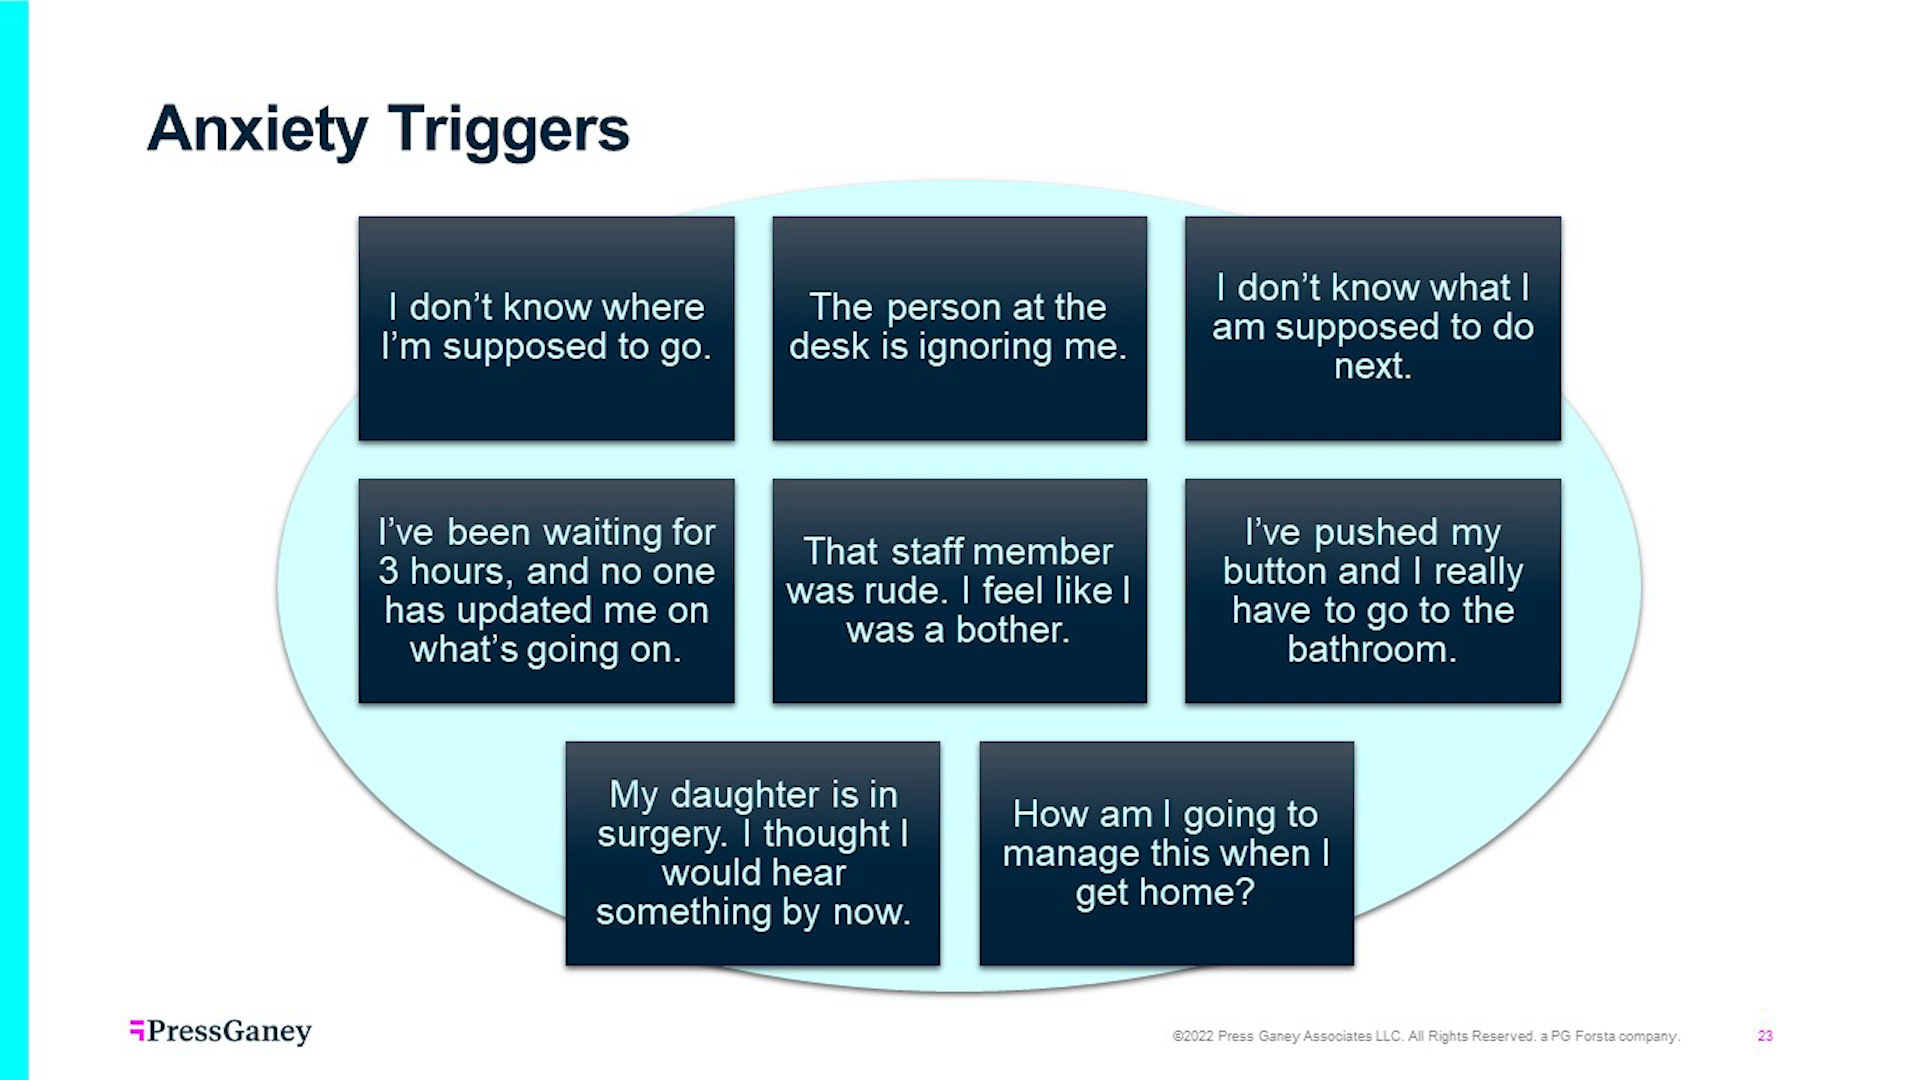 Anxiety Triggers
I don’t know where
I’m supposed to go.
The person at the
desk is ignoring me.
I don’t know what I
am supposed to do
next.
I’ve been waiting for
3 hours, and no one
has updated me on
what’s going on.
That staff member
was rude. I feel like I
was a bother.
I’ve pushed my
button and I really
have to go to the
bathroom.
My daughter is in
surgery. I thought I
would hear
something by now.
How am I going to
manage this when I
get home?
PressGaney
©2022 Press Ganey Associates LLC. All Rights Reserved. a PG Forsta company.
23